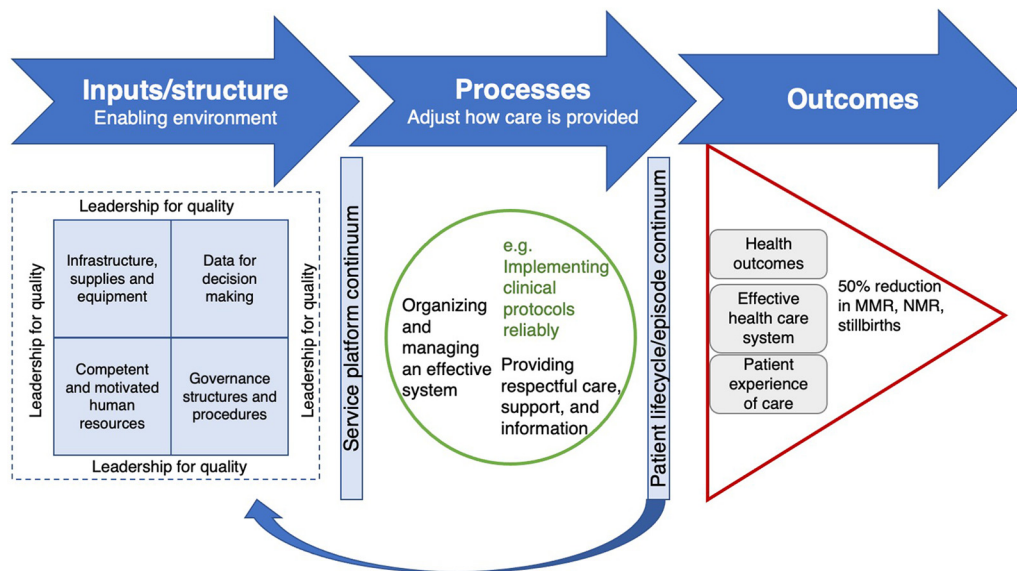 Inputs/structure
Enabling environment
Processes
Adjust how care is provided
Outcomes
Leadership for quality
Leadership for quality
Infrastructure,
supplies and
equipment
Data for
decision
making
Competent
and motivated
human
resources
Governance
structures and
procedures
Leadership for quality
Leadership for quality
Service platform continuum
Organizing
and
managing
an effective
system
e.g.
Implementing
clinical
protocols
reliably
Providing
respectful care,
support, and
information
Patient lifecycle/episode continuum
Health
outcomes
Effective
health care
system
Patient
experience
of care
50% reduction
in MMR, NMR,
stillbirths